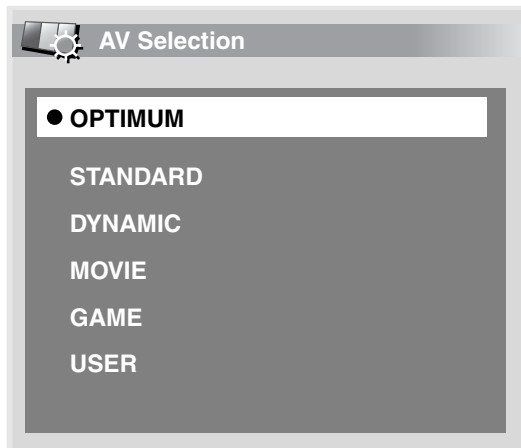 AV Selection
● OPTIMUM
STANDARD
DYNAMIC
MOVIE
GAME
USER